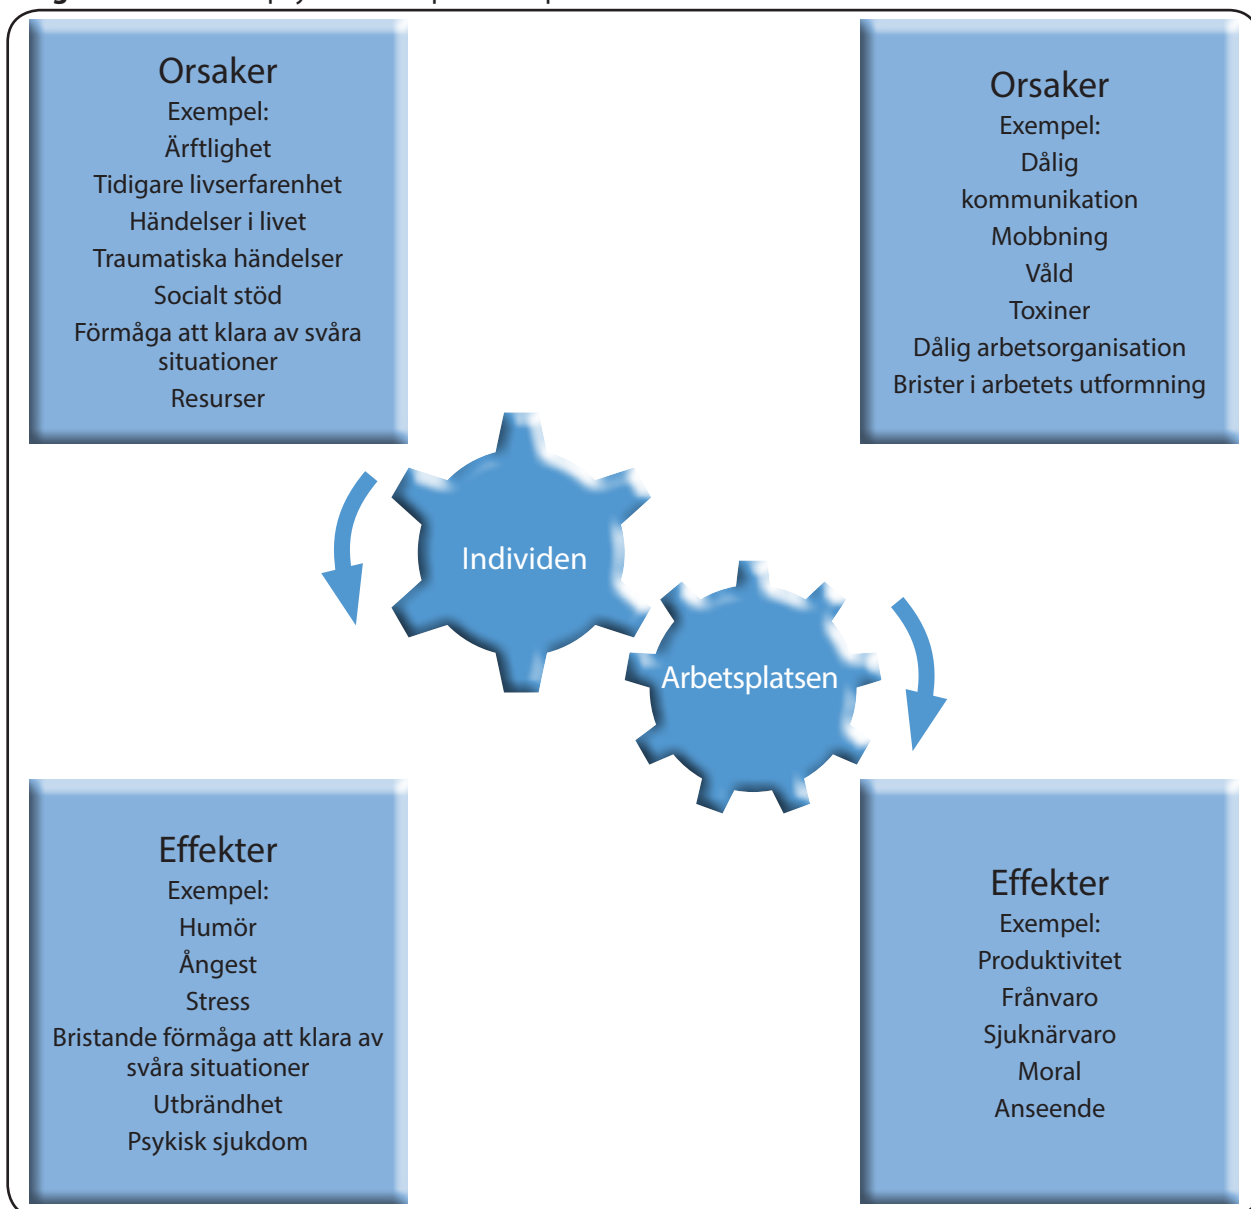 Orsaker
Exempel:
Ärftlighet
Tidigare livserfarenhet
Händelser i livet
Traumatiska händelser
Socialt stöd
Förmåga att klara av svåra
situationer
Resurser
Orsaker
Exempel:
Dålig
kommunikation
Mobbning
Våld
Toxiner
Dålig arbetsorganisation
Brister i arbetets utformning
Individen
Arbetsplatsen
Effekter
Exempel:
Humör
Ångest
Stress
Bristande förmåga att klara av
svåra situationer
Utbrändhet
Psykisk sjukdom
Effekter
Exempel:
Produktivitet
Frånvaro
Sjuknärvaro
Moral
Anseende